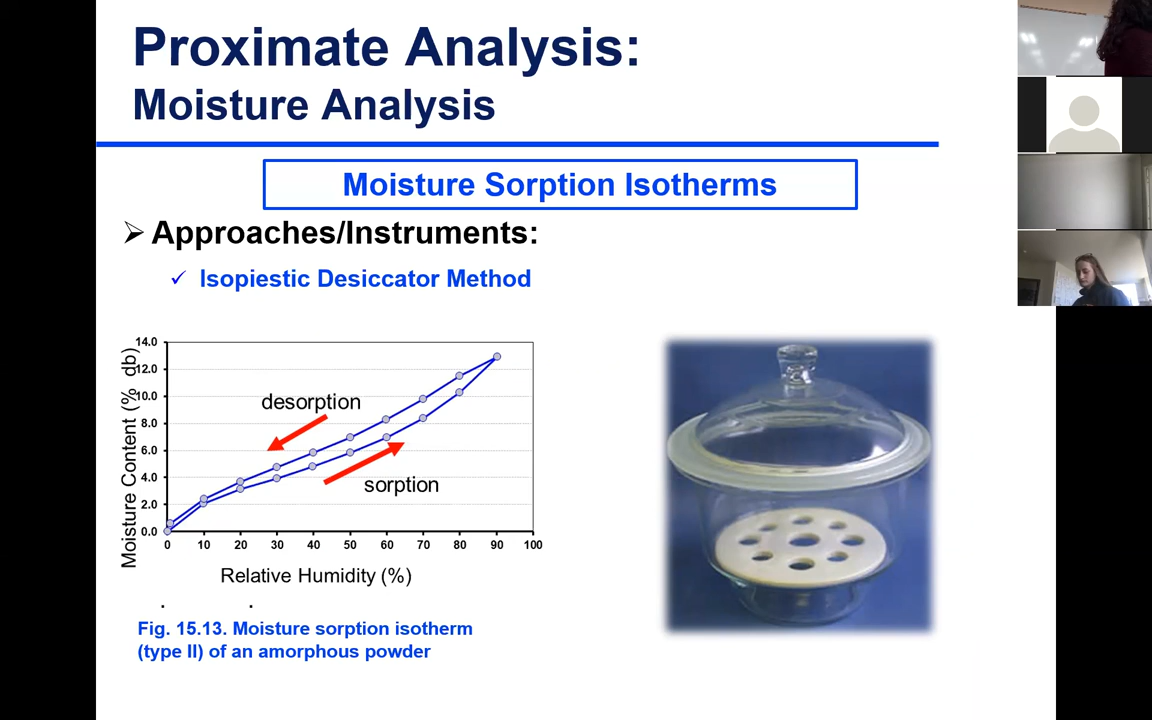 Proximate Analysis:
Moisture Analysis
Moisture Sorption Isotherms
Approaches/Instruments:
✓ Isopiestic Desiccator Method
Moisture Content (% db)
14.0
12.0
10.0
8.0
6.0
4.0
2.0
0.0
desorption
sorption
0 10 20 30 40 50 60 70 80 90 100
Relative Humidity (%)
Fig. 15.13. Moisture sorption isotherm
(type II) of an amorphous powder